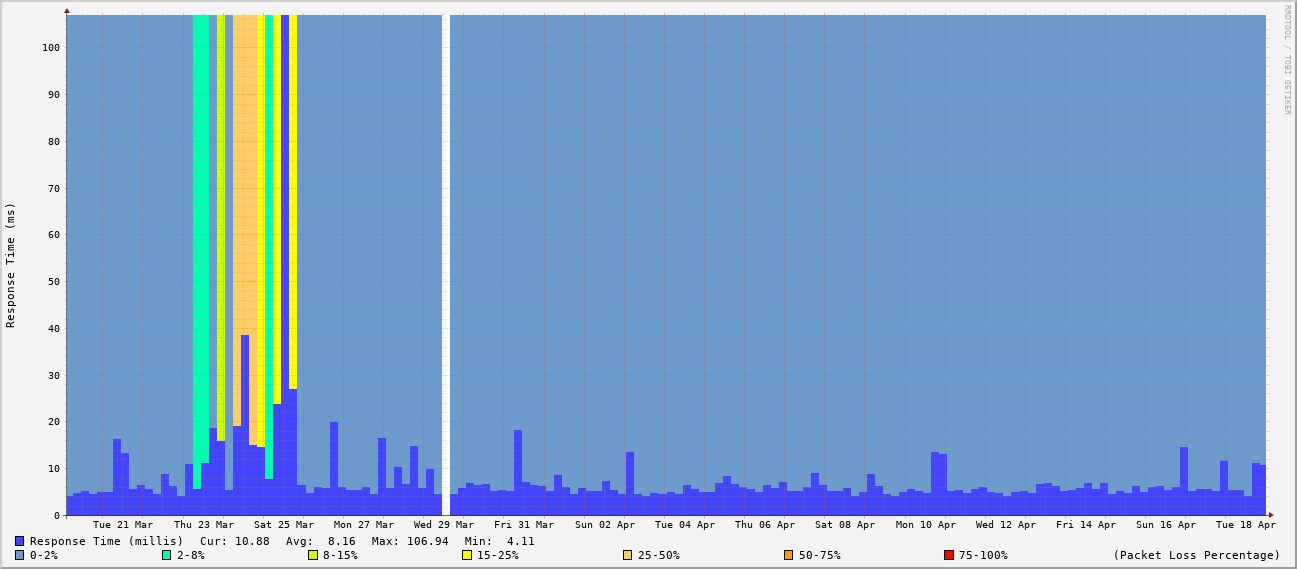 100
90
80
70
60
50
40
30
20
10
0
Response Time (ms)
RRDTOOL / TOBI OETIKER
Tue 21 Mar Thu 23 Mar Sat 25 Mar Mon 27 Mar Wed 29 Mar Fri 31 Mar Sun 02 Apr Tue 04 Apr Thu 06 Apr Sat 08 Apr Mon 10 Apr Wed 12 Apr Fri 14 Apr Sun 16 Apr Tue 18 Apr
Response Time (millis) Cur: 10.88 Avg: 8.16 Max: 106.94 Min: 4.11
0-2% 2-8% 8-15% 15-25% 25-50% 50-75% 75-100% (Packet Loss Percentage)